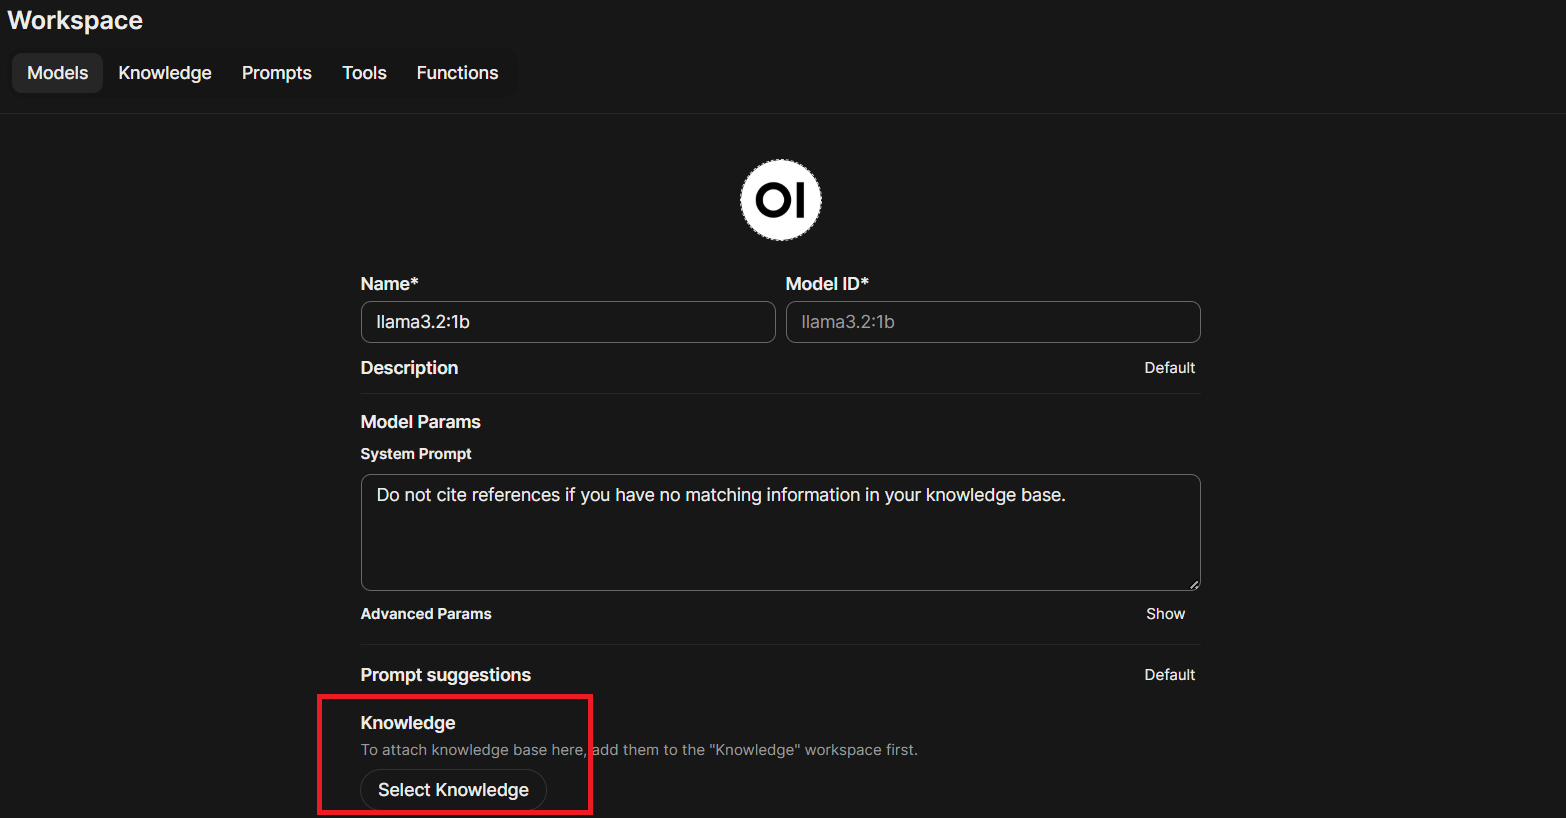 Workspace
Models Knowledge Prompts Tools Functions
OI
Name* Model ID*
llama3.2:1b llama3.2:1b
Description Default
Model Params
System Prompt
Do not cite references if you have no matching information in your knowledge base.
Advanced Params Show
Prompt suggestions Default
Knowledge
To attach knowledge base here, add them to the "Knowledge" workspace first.
Select Knowledge